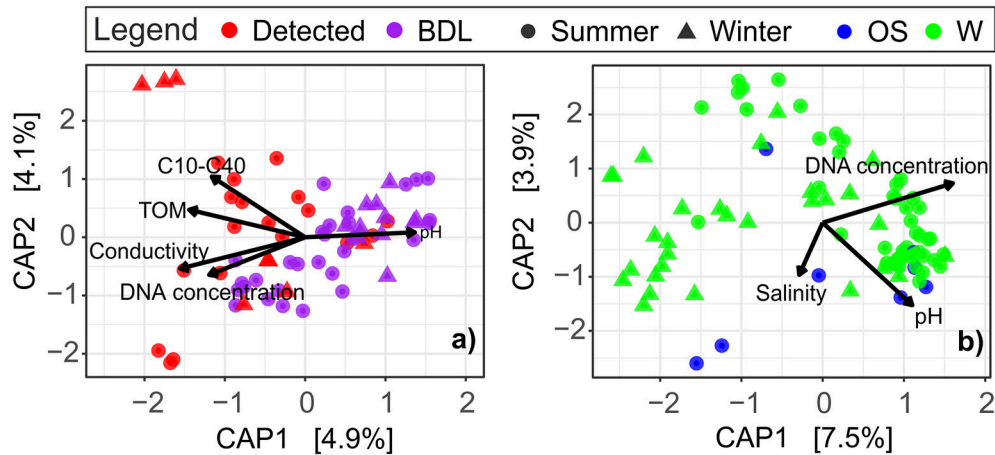 Legend Detected BDL Summer Winter OS W
CAP2 [4.1%]
2
1
0
−1
−2
C10-C40
TOM
Conductivity
DNA concentration
pH
a)
−2 −1 0 1 2
CAP1 [4.9%]
CAP2 [3.9%]
2
1
0
−1
−2
DNA concentration
Salinity
pH
b)
−2 −1 0 1 2
CAP1 [7.5%]